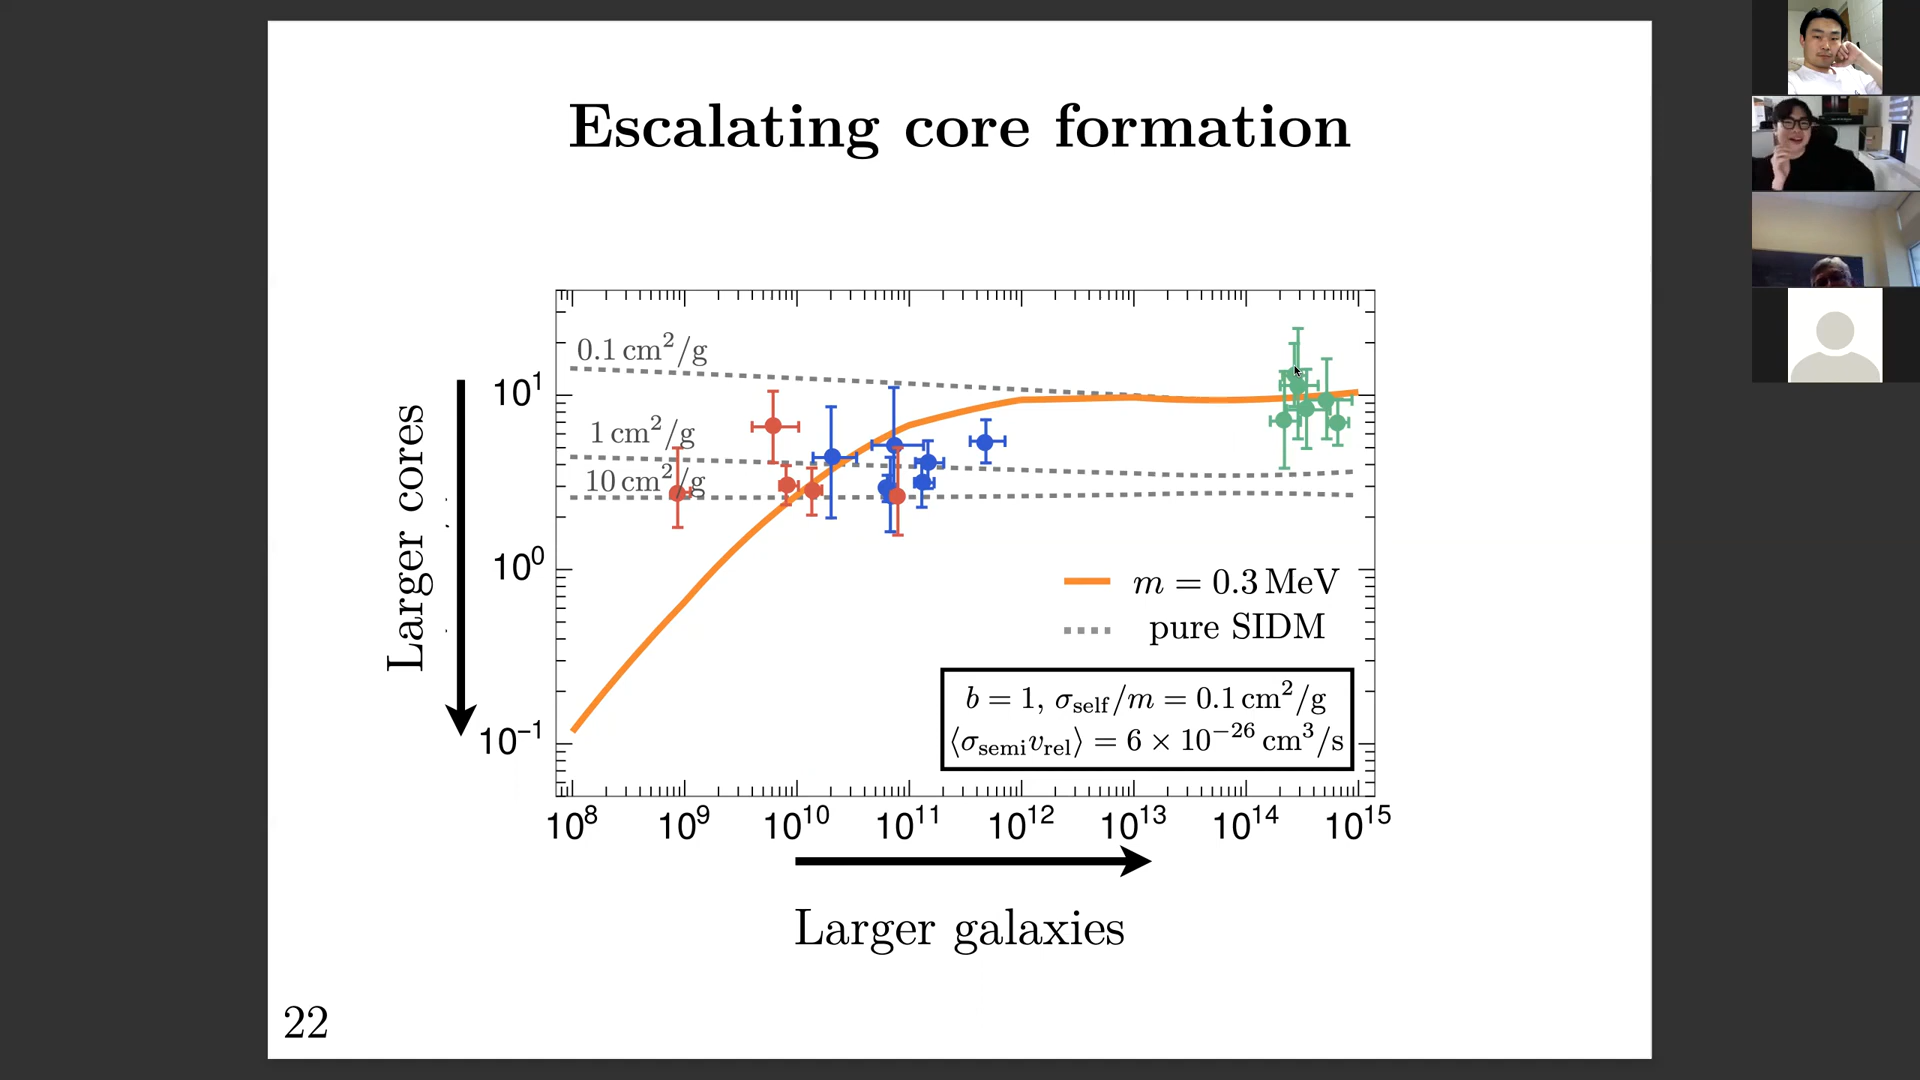 Escalating core formation
0.1 cm²/g
1 cm²/g
10 cm²/g
10¹
10⁰
10⁻¹
Larger cores
m = 0.3 MeV
pure SIDM
b = 1, σ_self/m = 0.1 cm²/g
⟨σ_semi v_rel⟩ = 6 × 10⁻²⁶ cm³/s
10⁸ 10⁹ 10¹⁰ 10¹¹ 10¹² 10¹³ 10¹⁴ 10¹⁵
Larger galaxies
22